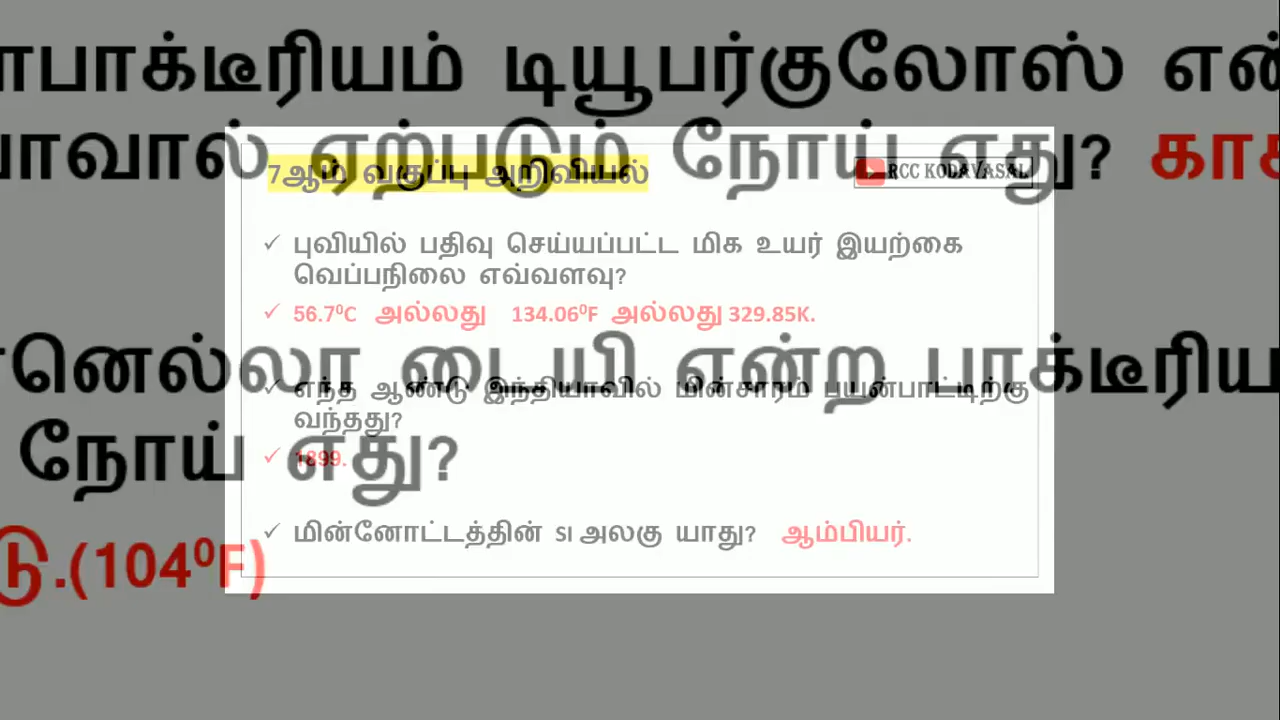 டியூபர்குலோஸ்
ஏற்படும் நோய் எது?
7ஆம் வகுப்பு அறிவியல்
RCC KODAVASAL
✓ புவியில் பதிவு செய்யப்பட்ட மிக உயர் இயற்கை
வெப்பநிலை எவ்வளவு?
✓ 56.7⁰C அல்லது 134.06⁰F அல்லது 329.85K.
டையி என்ற
✓ எந்த ஆண்டு இந்தியாவில் மின்சாரம் பயன்பாட்டிற்கு
வந்தது?
நோய் எது?
✓ 1899.
✓ மின்னோட்டத்தின் SI அலகு யாது? ஆம்பியர்.
.(104⁰F)